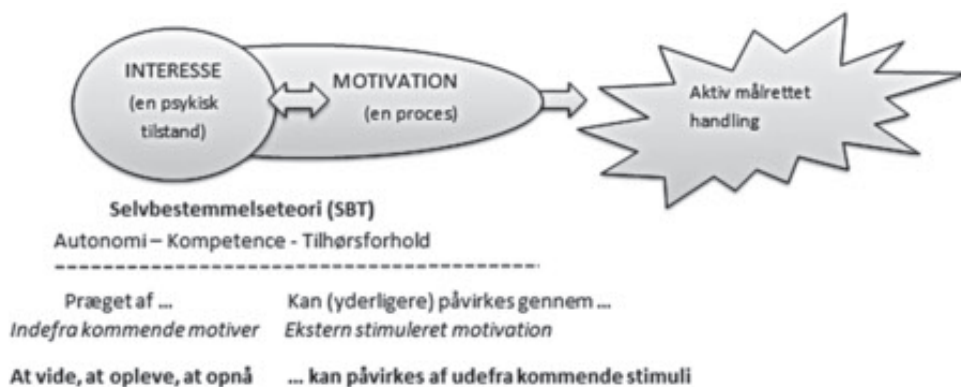 INTERESSE
(en psykisk
tilstand)
MOTIVATION
(en proces)
Aktiv målrettet
handling
Selvbestemmelseteori (SBT)
Autonomi – Kompetence - Tilhørsforhold
Præget af ...
Indefra kommende motiver
At vide, at opleve, at opnå
Kan (yderligere) påvirkes gennem ...
Ekstern stimuleret motivation
... kan påvirkes af udefra kommende stimuli